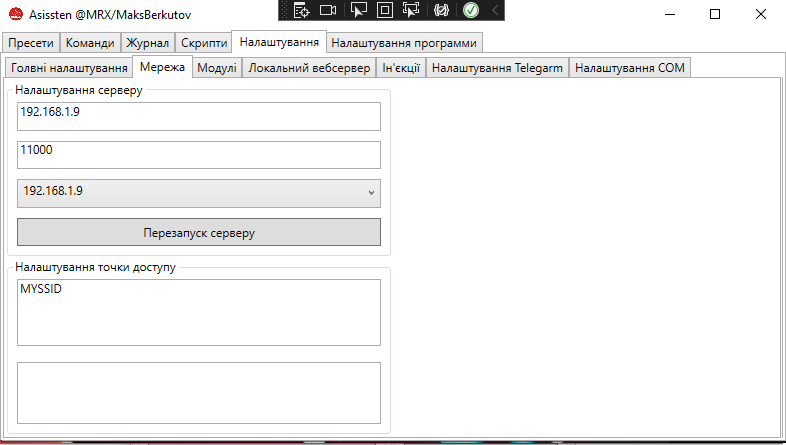 Asissten @MRX/MaksBerkutov
Пресети Команди Журнал Скрипти Налаштування Налаштування программи
Голвні налаштування Мережа Модулі Локальний вебсервер Ін'єкції Налаштування Telegarm Налаштування COM
Налаштування серверу
192.168.1.9
11000
192.168.1.9
Перезапуск серверу
Налаштування точки доступу
MYSSID